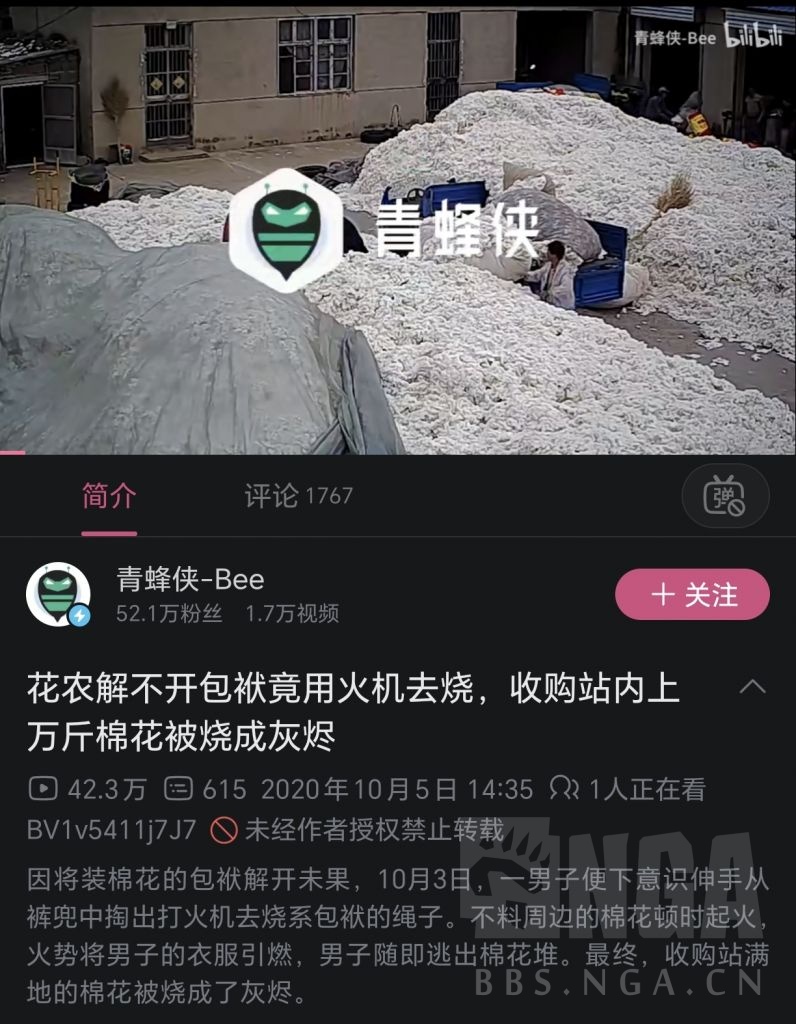 青蜂侠-Bee bilibili
青蜂侠
简介
评论 1767
弹
青蜂侠-Bee
52.1万粉丝 1.7万视频
+ 关注
花农解不开包袱竟用火机去烧，收购站内上
万斤棉花被烧成灰烬
42.3万 615 2020年10月5日 14:35 1人正在看
BV1v5411j7J7 未经作者授权禁止转载
因将装棉花的包袱解开未果，10月3日，一男子便下意识伸手从
裤兜中掏出打火机去烧系包袱的绳子。不料周边的棉花顿时起火，
火势将男子的衣服引燃，男子随即逃出棉花堆。最终，收购站满
地的棉花被烧成了灰烬。
NGA
BBS.NGA.CN